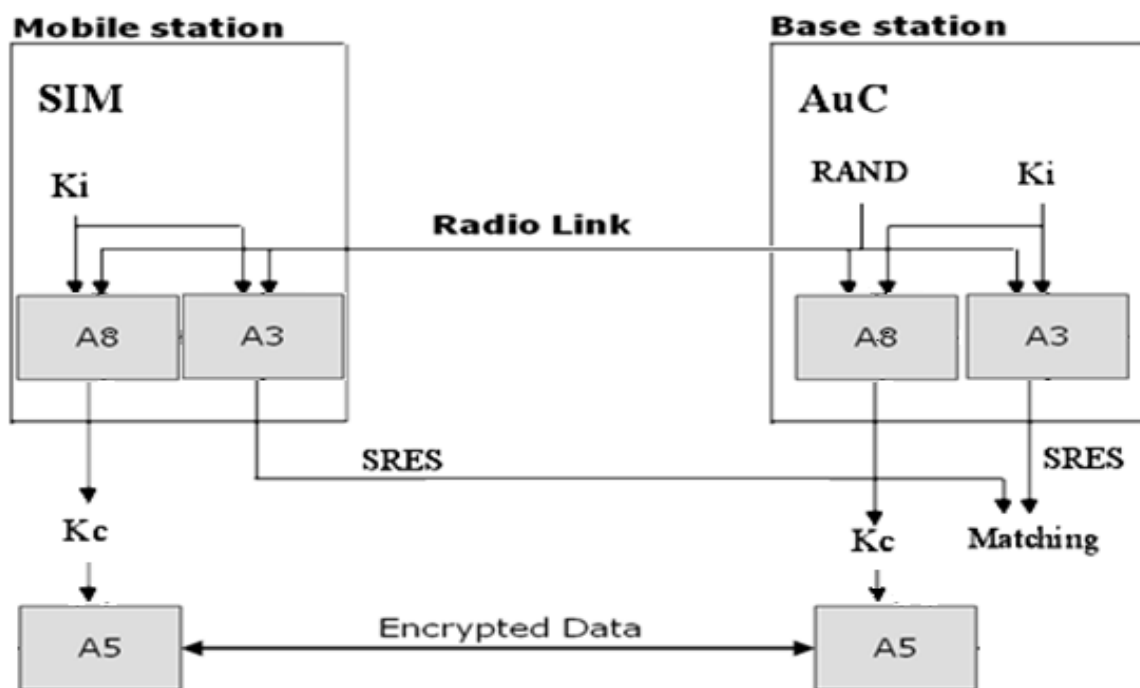 Mobile station
Base station
SIM
AuC
Ki
RAND
Ki
Radio Link
A8
A3
A8
A3
SRES
SRES
Kc
Kc
Matching
Encrypted Data
A5
A5